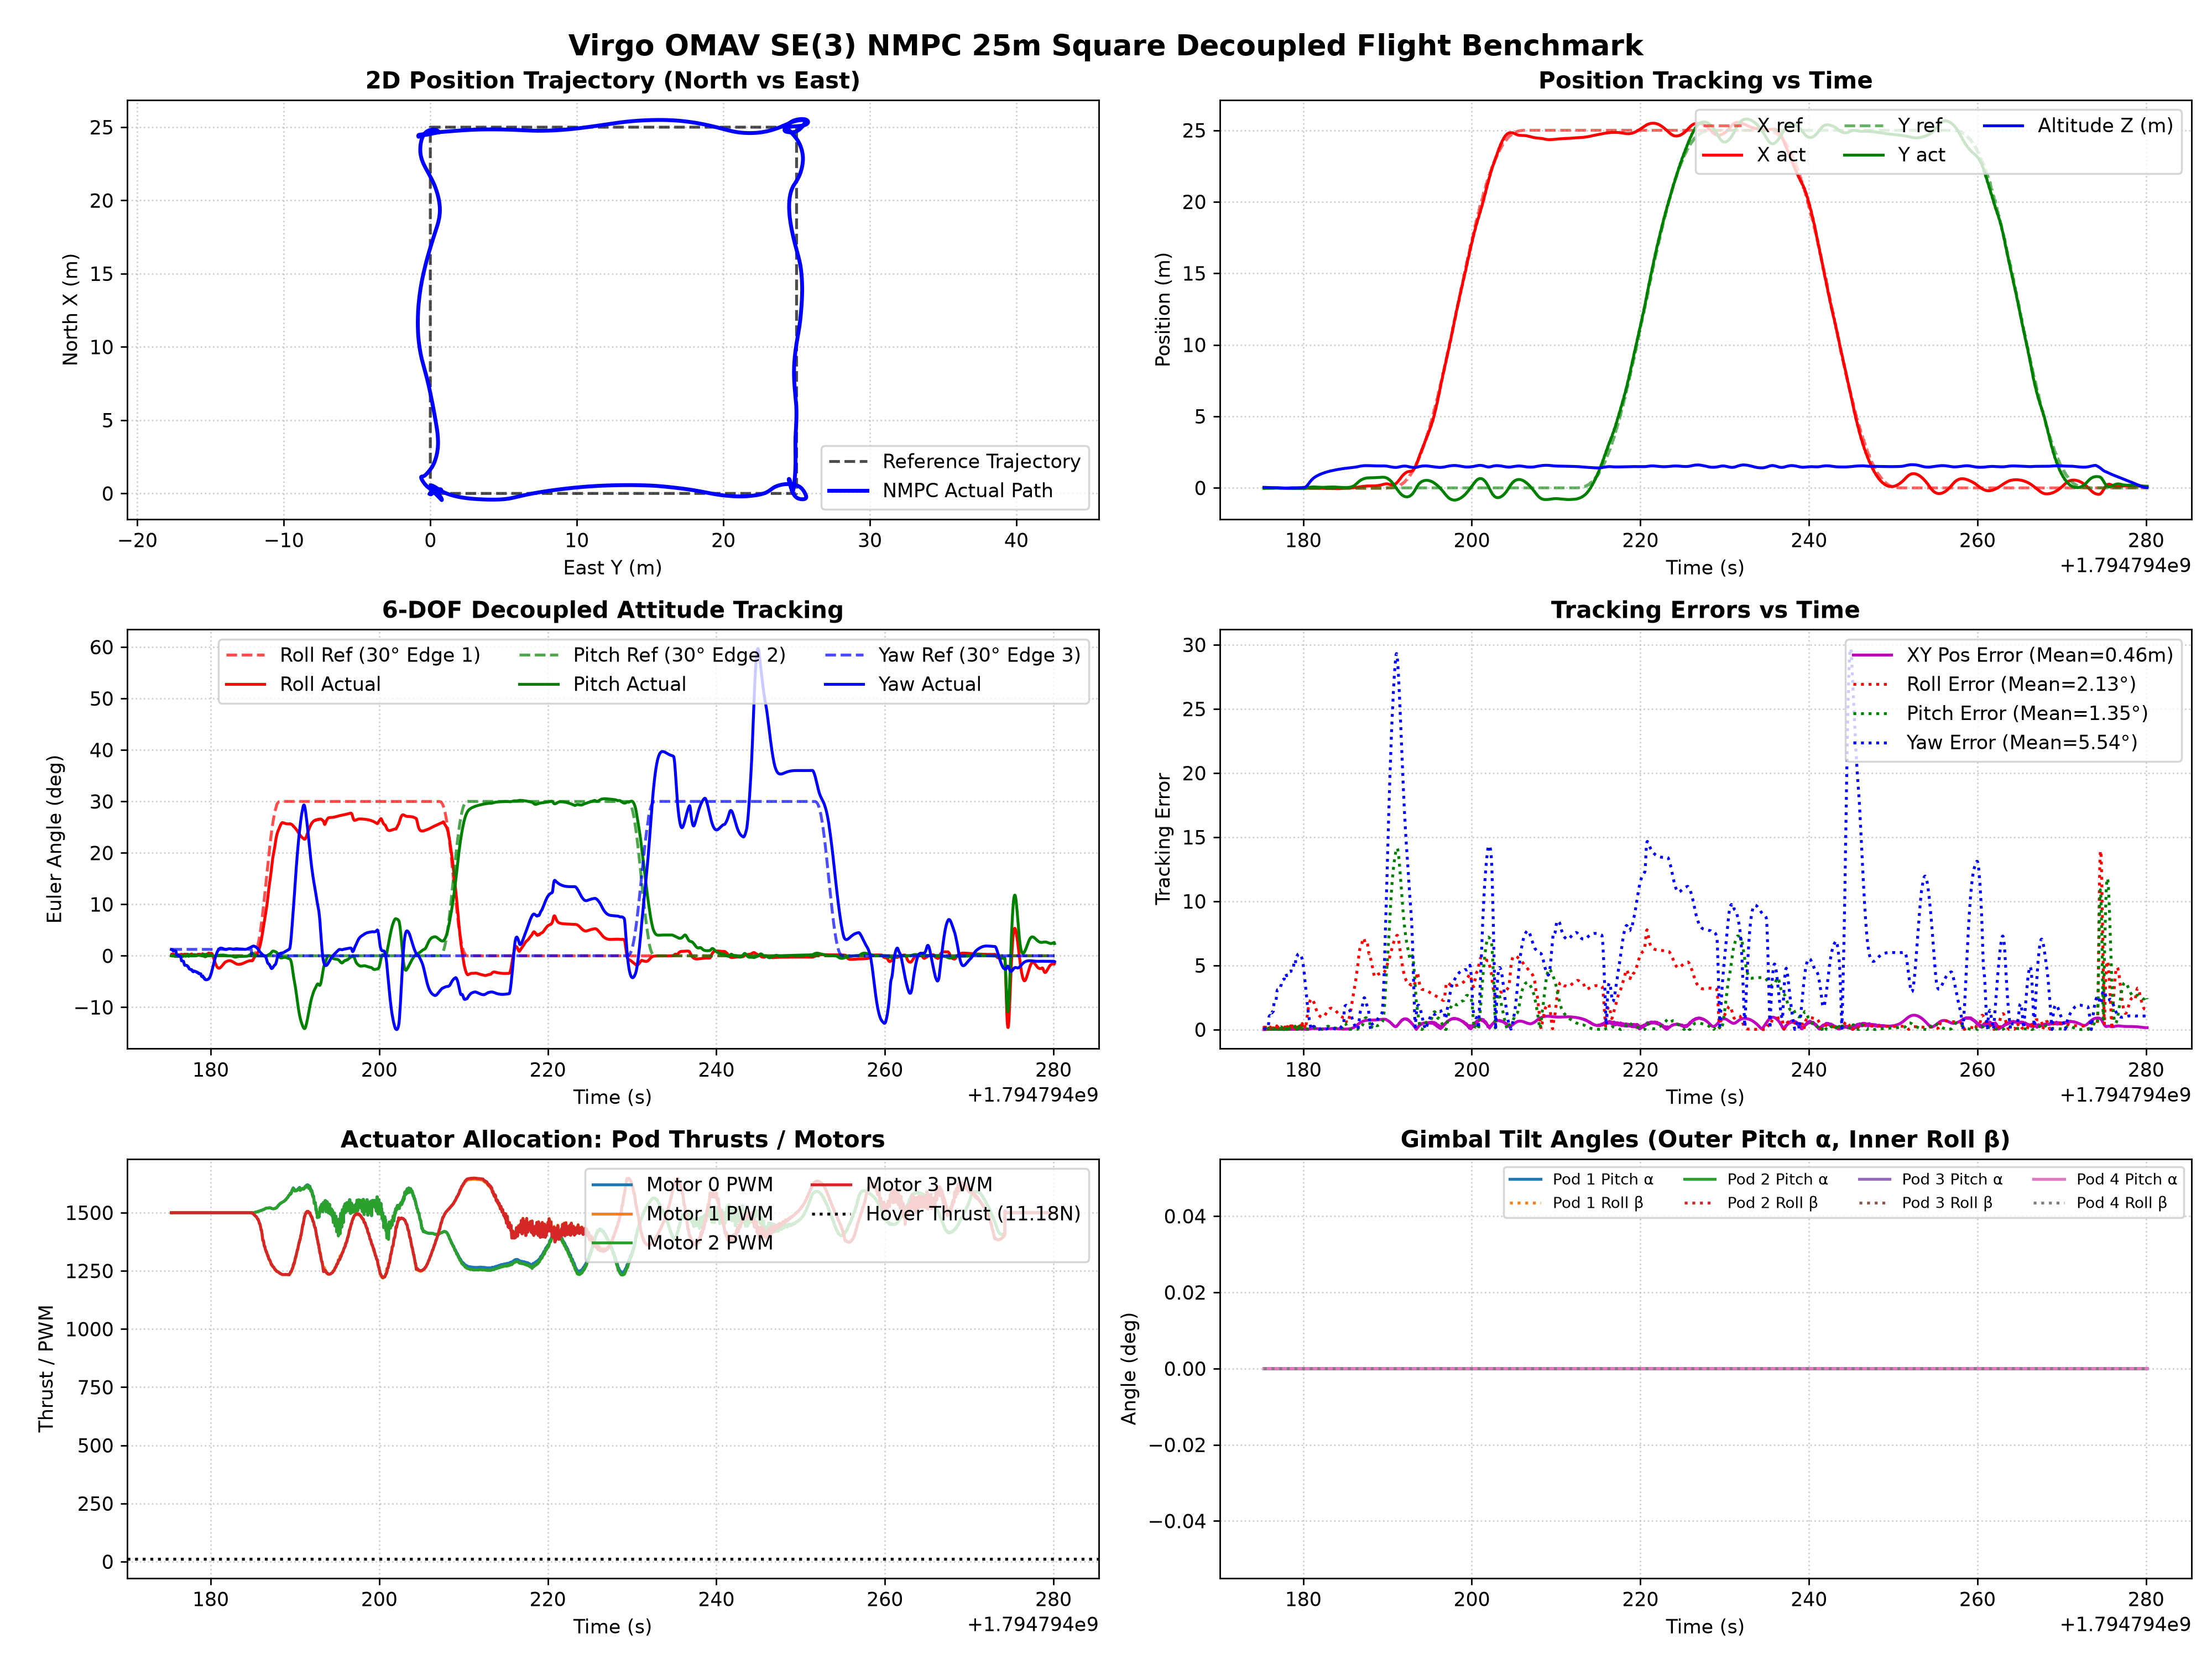 Virgo OMAV SE(3) NMPC 25m Square Decoupled Flight Benchmark
2D Position Trajectory (North vs East)
North X (m)
25
20
15
10
5
0
−20 −10 0 10 20 30 40
East Y (m)
Reference Trajectory
NMPC Actual Path
Position Tracking vs Time
Position (m)
25
20
15
10
5
0
180 200 220 240 260 280
Time (s)
+1.794794e9
X ref Y ref Altitude Z (m)
X act Y act
6-DOF Decoupled Attitude Tracking
Euler Angle (deg)
60
50
40
30
20
10
0
−10
180 200 220 240 260 280
Time (s)
+1.794794e9
Roll Ref (30° Edge 1) Pitch Ref (30° Edge 2) Yaw Ref (30° Edge 3)
Roll Actual Pitch Actual Yaw Actual
Tracking Errors vs Time
Tracking Error
30
25
20
15
10
5
0
180 200 220 240 260 280
Time (s)
+1.794794e9
XY Pos Error (Mean=0.46m)
Roll Error (Mean=2.13°)
Pitch Error (Mean=1.35°)
Yaw Error (Mean=5.54°)
Actuator Allocation: Pod Thrusts / Motors
Thrust / PWM
1500
1250
1000
750
500
250
0
180 200 220 240 260 280
Time (s)
+1.794794e9
Motor 0 PWM Motor 3 PWM
Motor 1 PWM Hover Thrust (11.18N)
Motor 2 PWM
Gimbal Tilt Angles (Outer Pitch α, Inner Roll β)
Angle (deg)
0.04
0.02
0.00
−0.02
−0.04
180 200 220 240 260 280
Time (s)
+1.794794e9
Pod 1 Pitch α Pod 2 Pitch α Pod 3 Pitch α Pod 4 Pitch α
Pod 1 Roll β Pod 2 Roll β Pod 3 Roll β Pod 4 Roll β